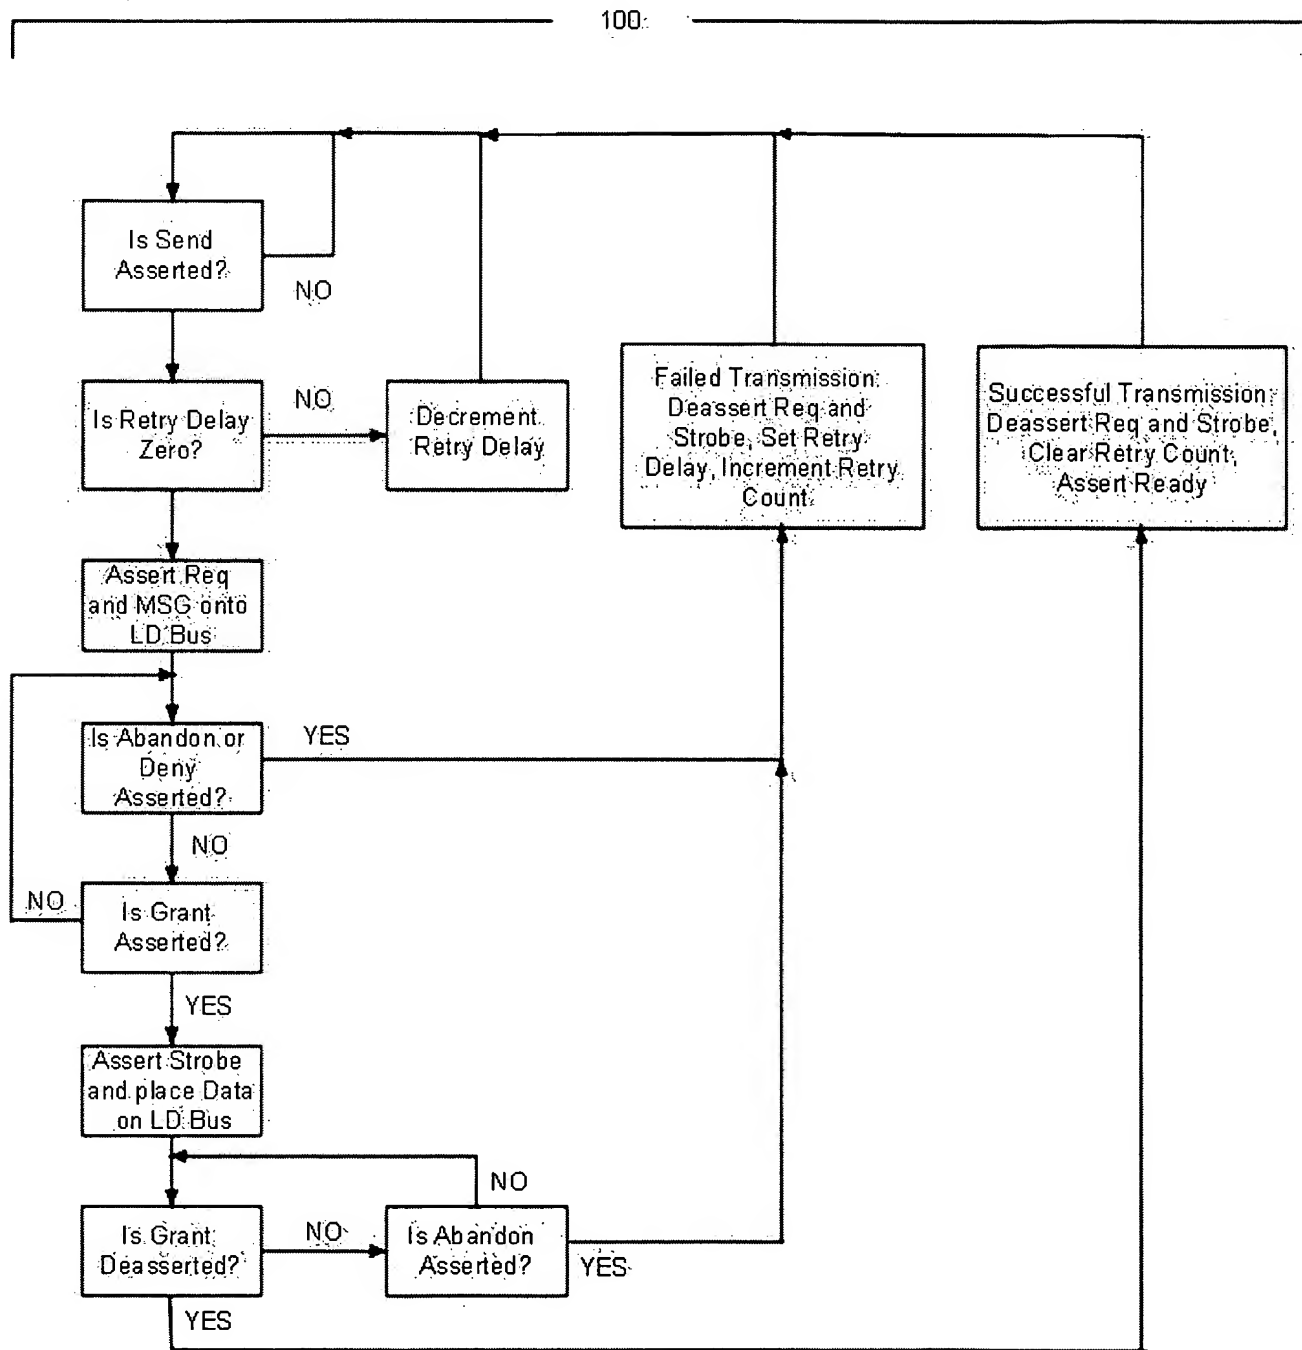 100
Is Send
Asserted?
NO
Is Retry Delay
Zero?
NO
Decrement
Retry Delay
Failed Transmission:
Deassert Req and
Strobe, Set Retry
Delay, Increment Retry
Count
Successful Transmission:
Deassert Req and Strobe,
Clear Retry Count,
Assert Ready
Assert Req
and MSG onto
LD Bus
Is Abandon or
Deny
Asserted?
YES
NO
NO
Is Grant
Asserted?
YES
Assert Strobe
and place Data
on LD Bus
NO
Is Grant
Deasserted?
NO
Is Abandon
Asserted?
YES
YES